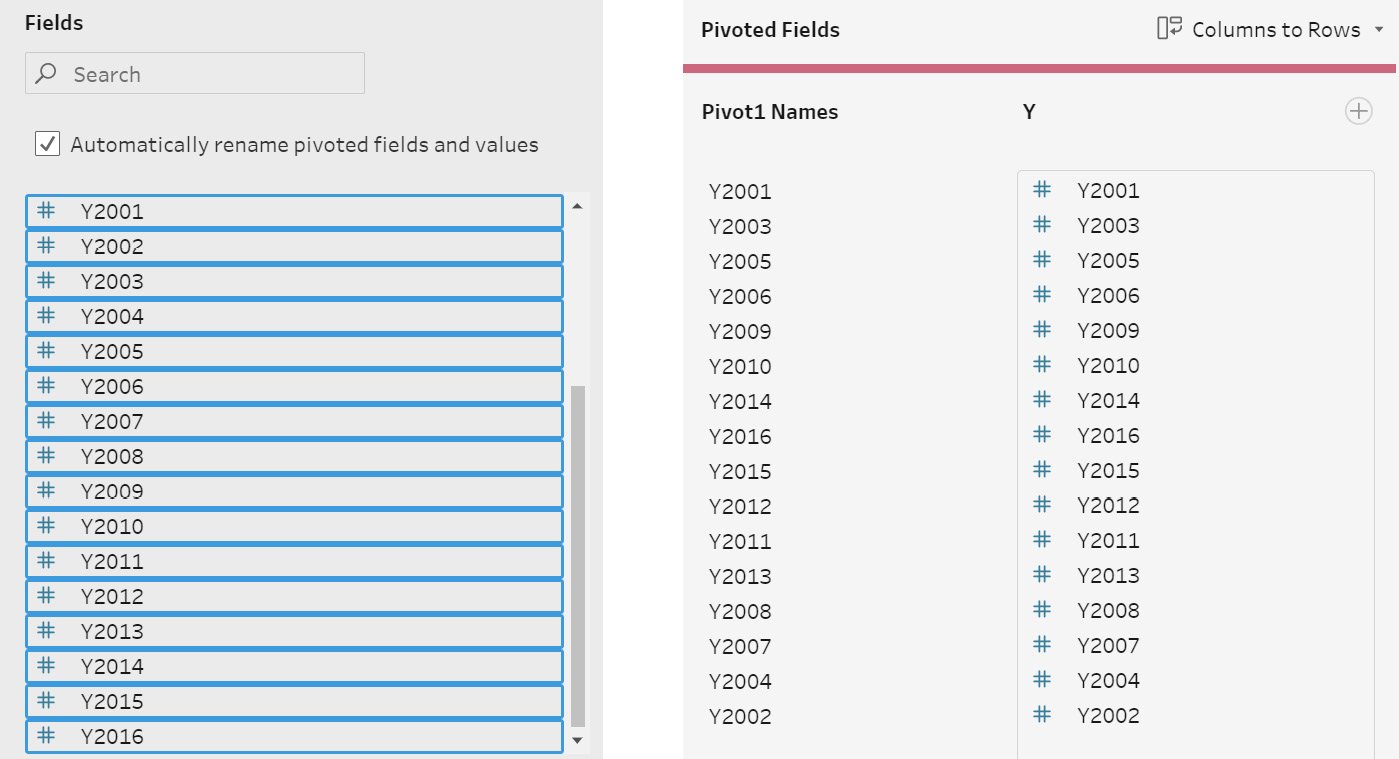 Fields
Search
Automatically rename pivoted fields and values
# Y2001
# Y2002
# Y2003
# Y2004
# Y2005
# Y2006
# Y2007
# Y2008
# Y2009
# Y2010
# Y2011
# Y2012
# Y2013
# Y2014
# Y2015
# Y2016
Pivoted Fields Columns to Rows
Pivot1 Names Y
Y2001 # Y2001
Y2003 # Y2003
Y2005 # Y2005
Y2006 # Y2006
Y2009 # Y2009
Y2010 # Y2010
Y2014 # Y2014
Y2016 # Y2016
Y2015 # Y2015
Y2012 # Y2012
Y2011 # Y2011
Y2013 # Y2013
Y2008 # Y2008
Y2007 # Y2007
Y2004 # Y2004
Y2002 # Y2002